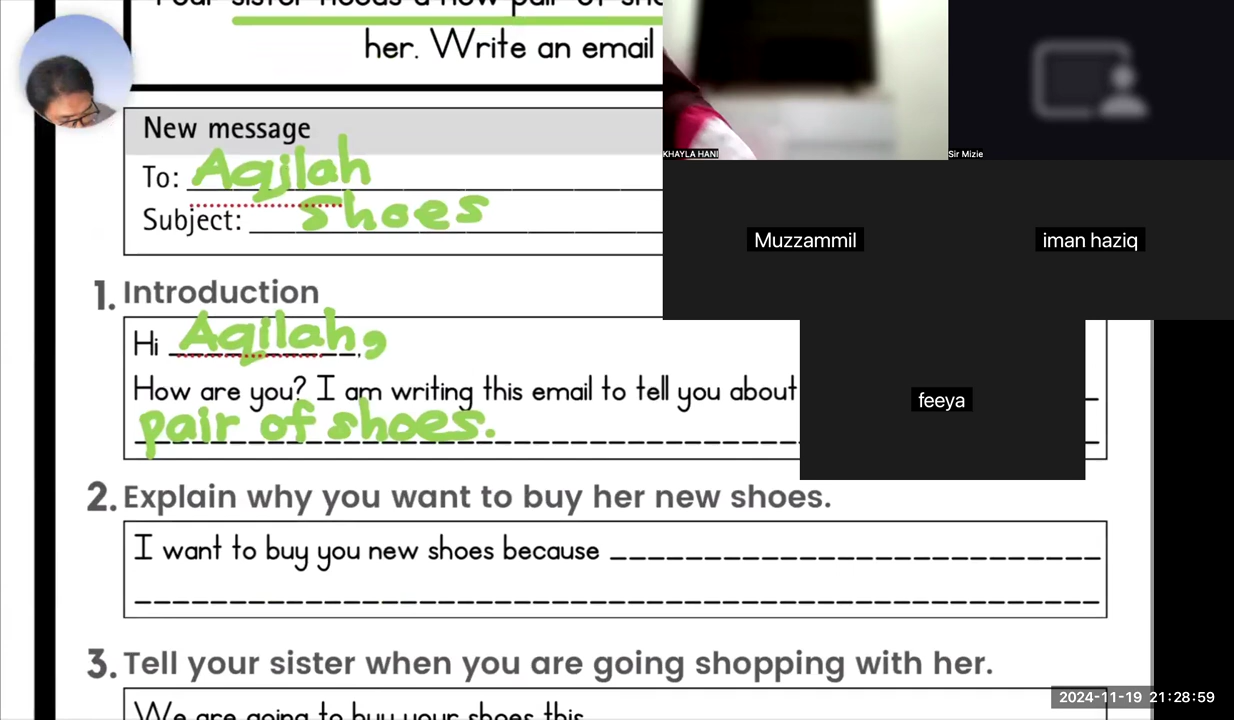 her. Write an email
New message
To: Aqilah
Subject: Shoes
1. Introduction
Hi Aqilah,
How are you? I am writing this email to tell you about
pair of shoes.
2. Explain why you want to buy her new shoes.
I want to buy you new shoes because
3. Tell your sister when you are going shopping with her.
We are going to buy your shoes this
KHAYLA HANI
Sir Mizie
Muzzammil
iman haziq
feeya
2024-11-19 21:28:59